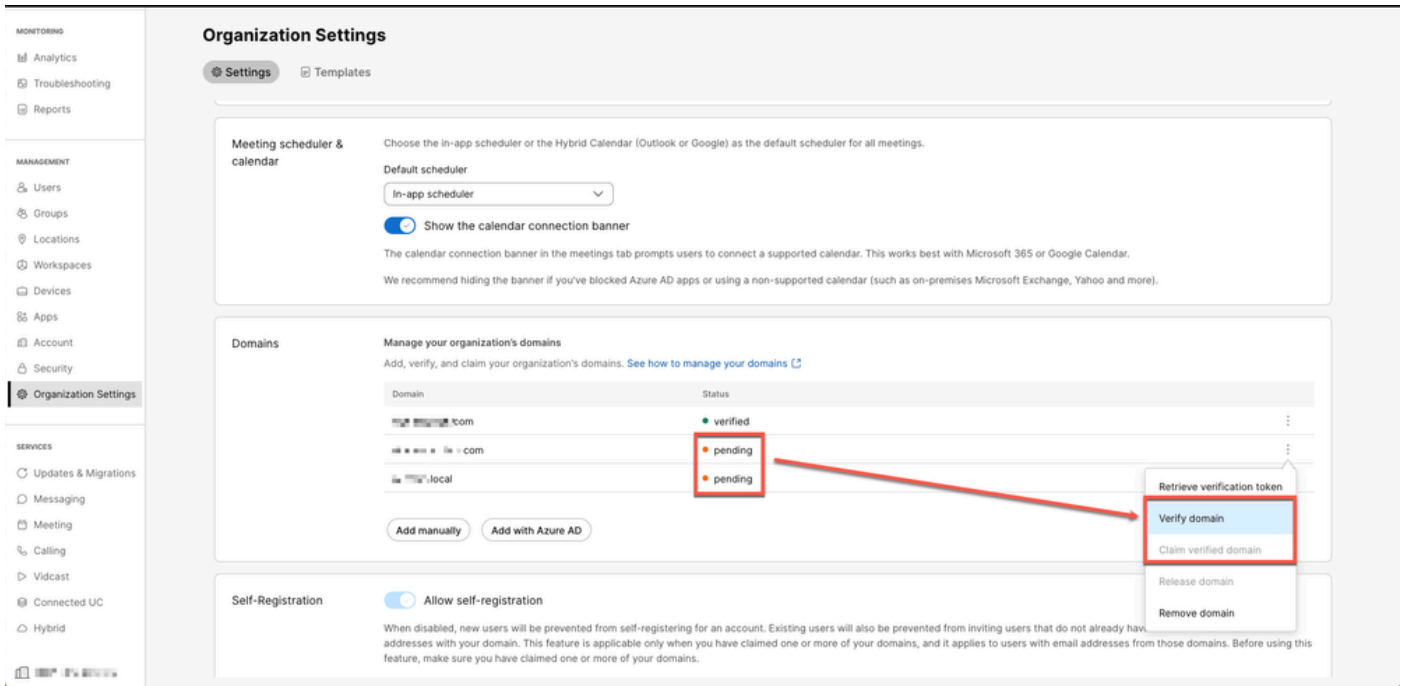 MONITORING
Analytics
Troubleshooting
Reports
MANAGEMENT
Users
Groups
Locations
Workspaces
Devices
Apps
Account
Security
Organization Settings
SERVICES
Updates & Migrations
Messaging
Meeting
Calling
Vidcast
Connected UC
Hybrid
Organization Settings
Settings
Templates
Meeting scheduler &
calendar
Choose the in-app scheduler or the Hybrid Calendar (Outlook or Google) as the default scheduler for all meetings.
Default scheduler
In-app scheduler
Show the calendar connection banner
The calendar connection banner in the meetings tab prompts users to connect a supported calendar. This works best with Microsoft 365 or Google Calendar.
We recommend hiding the banner if you've blocked Azure AD apps or using a non-supported calendar (such as on-premises Microsoft Exchange, Yahoo and more).
Domains
Manage your organization's domains
Add, verify, and claim your organization's domains. See how to manage your domains
Domain Status
.com verified
.com pending
.local pending
Retrieve verification token
Verify domain
Claim verified domain
Release domain
Remove domain
Add manually Add with Azure AD
Self-Registration
Allow self-registration
When disabled, new users will be prevented from self-registering for an account. Existing users will also be prevented from inviting users that do not already hav
addresses with your domain. This feature is applicable only when you have claimed one or more of your domains, and it applies to users with email addresses from those domains. Before using this
feature, make sure you have claimed one or more of your domains.